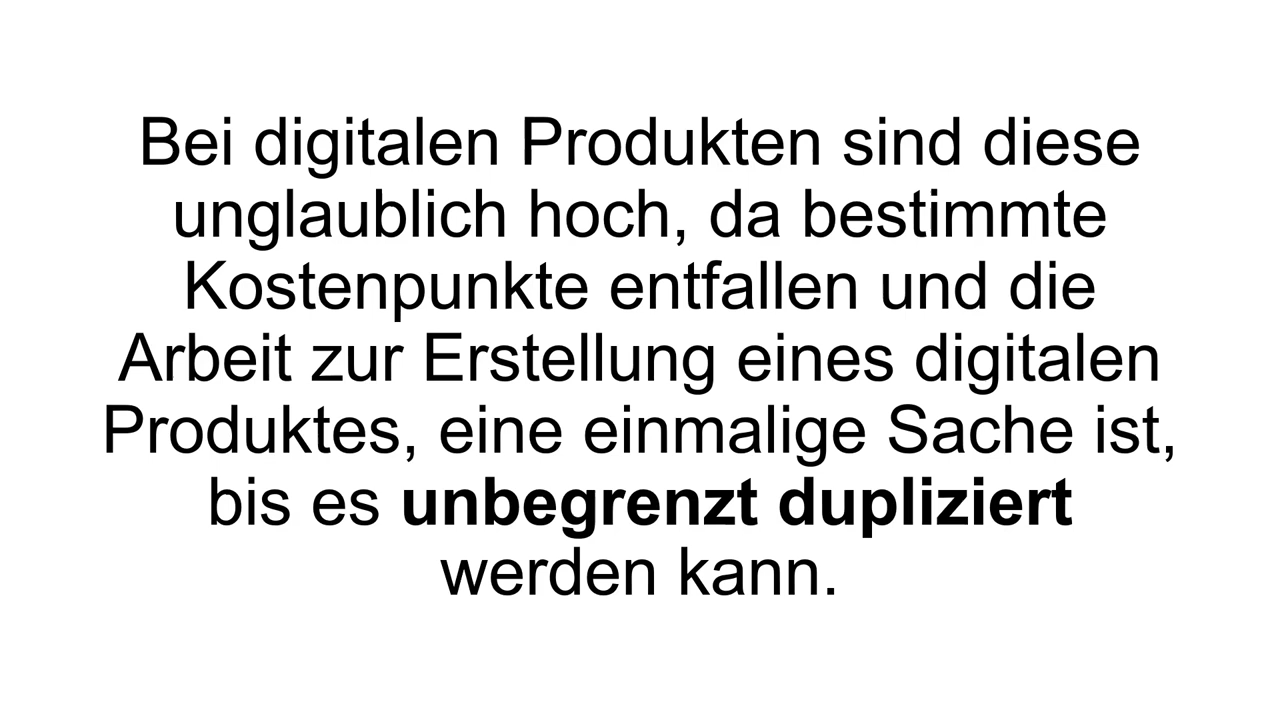 Bei digitalen Produkten sind diese
unglaublich hoch, da bestimmte
Kostenpunkte entfallen und die
Arbeit zur Erstellung eines digitalen
Produktes, eine einmalige Sache ist,
bis es unbegrenzt dupliziert
werden kann.